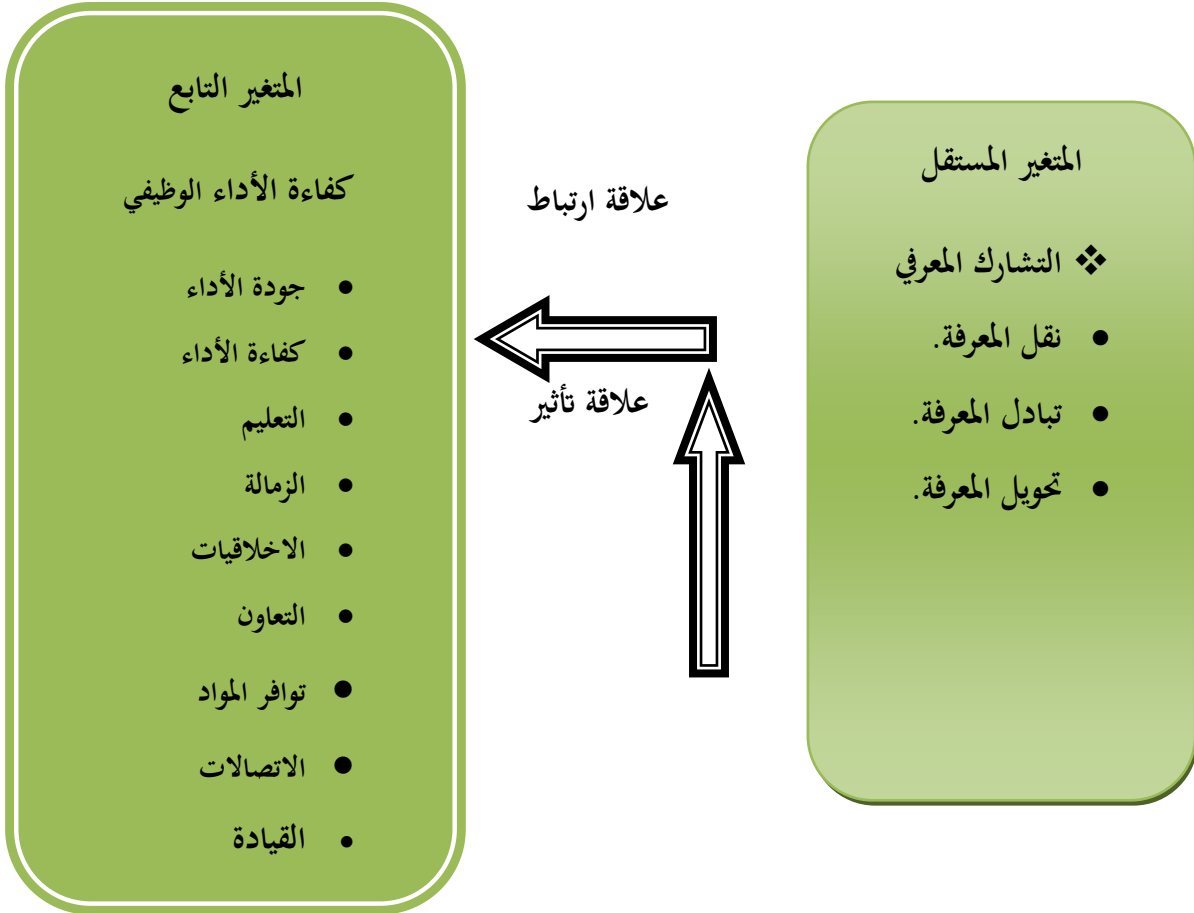 المتغير المستقل
❖ التشارك المعرفي
• نقل المعرفة.
• تبادل المعرفة.
• تحويل المعرفة.
علاقة ارتباط
علاقة تأثير
المتغير التابع
كفاءة الأداء الوظيفي
• جودة الأداء
• كفاءة الأداء
• التعليم
• الزمالة
• الاخلاقيات
• التعاون
• توافر المواد
• الاتصالات
• القيادة